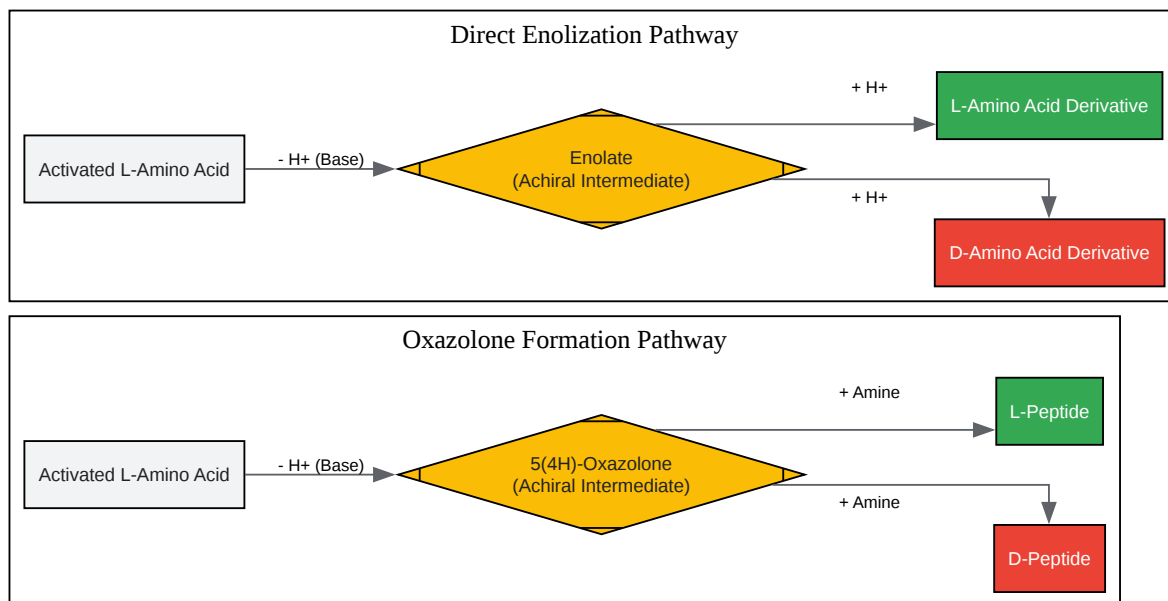 Direct Enolization Pathway
+ H+
L-Amino Acid Derivative
Activated L-Amino Acid
- H+ (Base)
Enolate
(Achiral Intermediate)
+ H+
D-Amino Acid Derivative
Oxazolone Formation Pathway
+ Amine
L-Peptide
Activated L-Amino Acid
- H+ (Base)
5(4H)-Oxazolone
(Achiral Intermediate)
+ Amine
D-Peptide